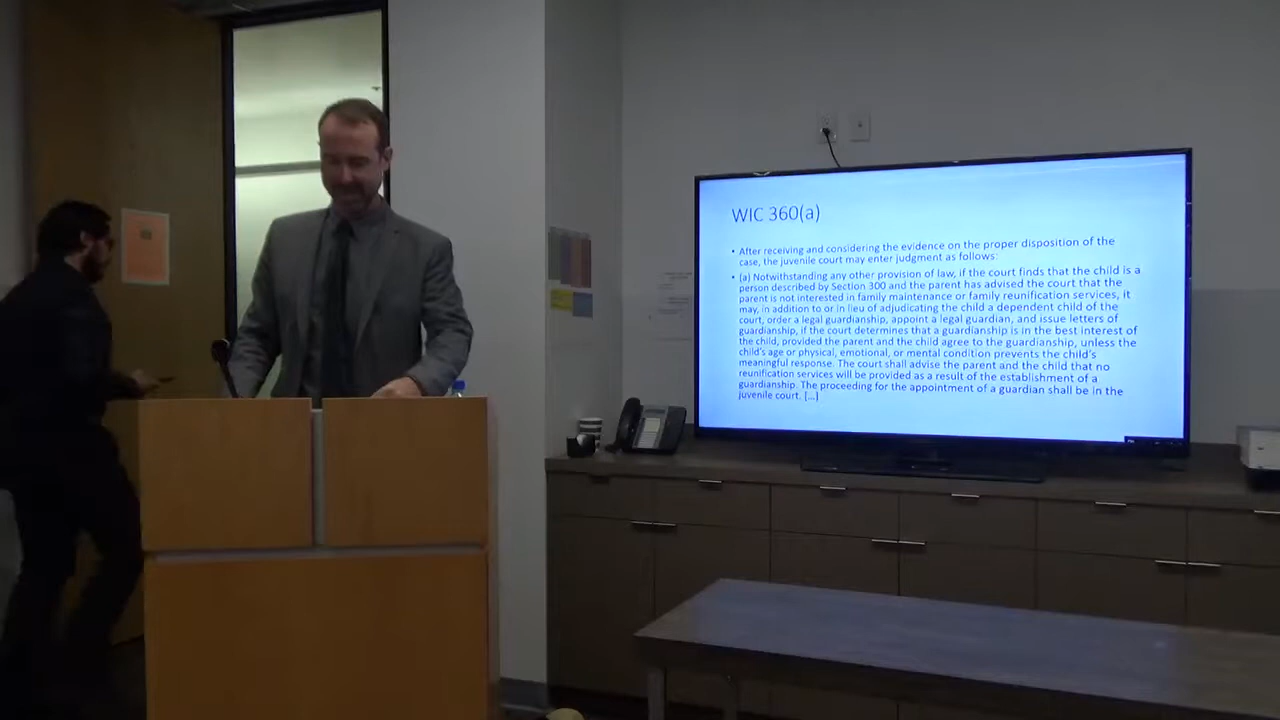 WIC 360(a)
• After receiving and considering the evidence on the proper disposition of the
case, the juvenile court may enter judgment as follows:
• (a) Notwithstanding any other provision of law, if the court finds that the child is a
person described by Section 300 and the parent has advised the court that the
parent is not interested in family maintenance or family reunification services, it
may, in addition to or in lieu of adjudicating the child a dependent child of the
court, order a legal guardianship, appoint a legal guardian, and issue letters of
guardianship, if the court determines that a guardianship is in the best interest of
the child, provided the parent and the child agree to the guardianship, unless the
child's age or physical, emotional, or mental condition prevents the child's
meaningful response. The court shall advise the parent and the child that no
reunification services will be provided as a result of the establishment of a
guardianship. The proceeding for the appointment of a guardian shall be in the
juvenile court. [...]